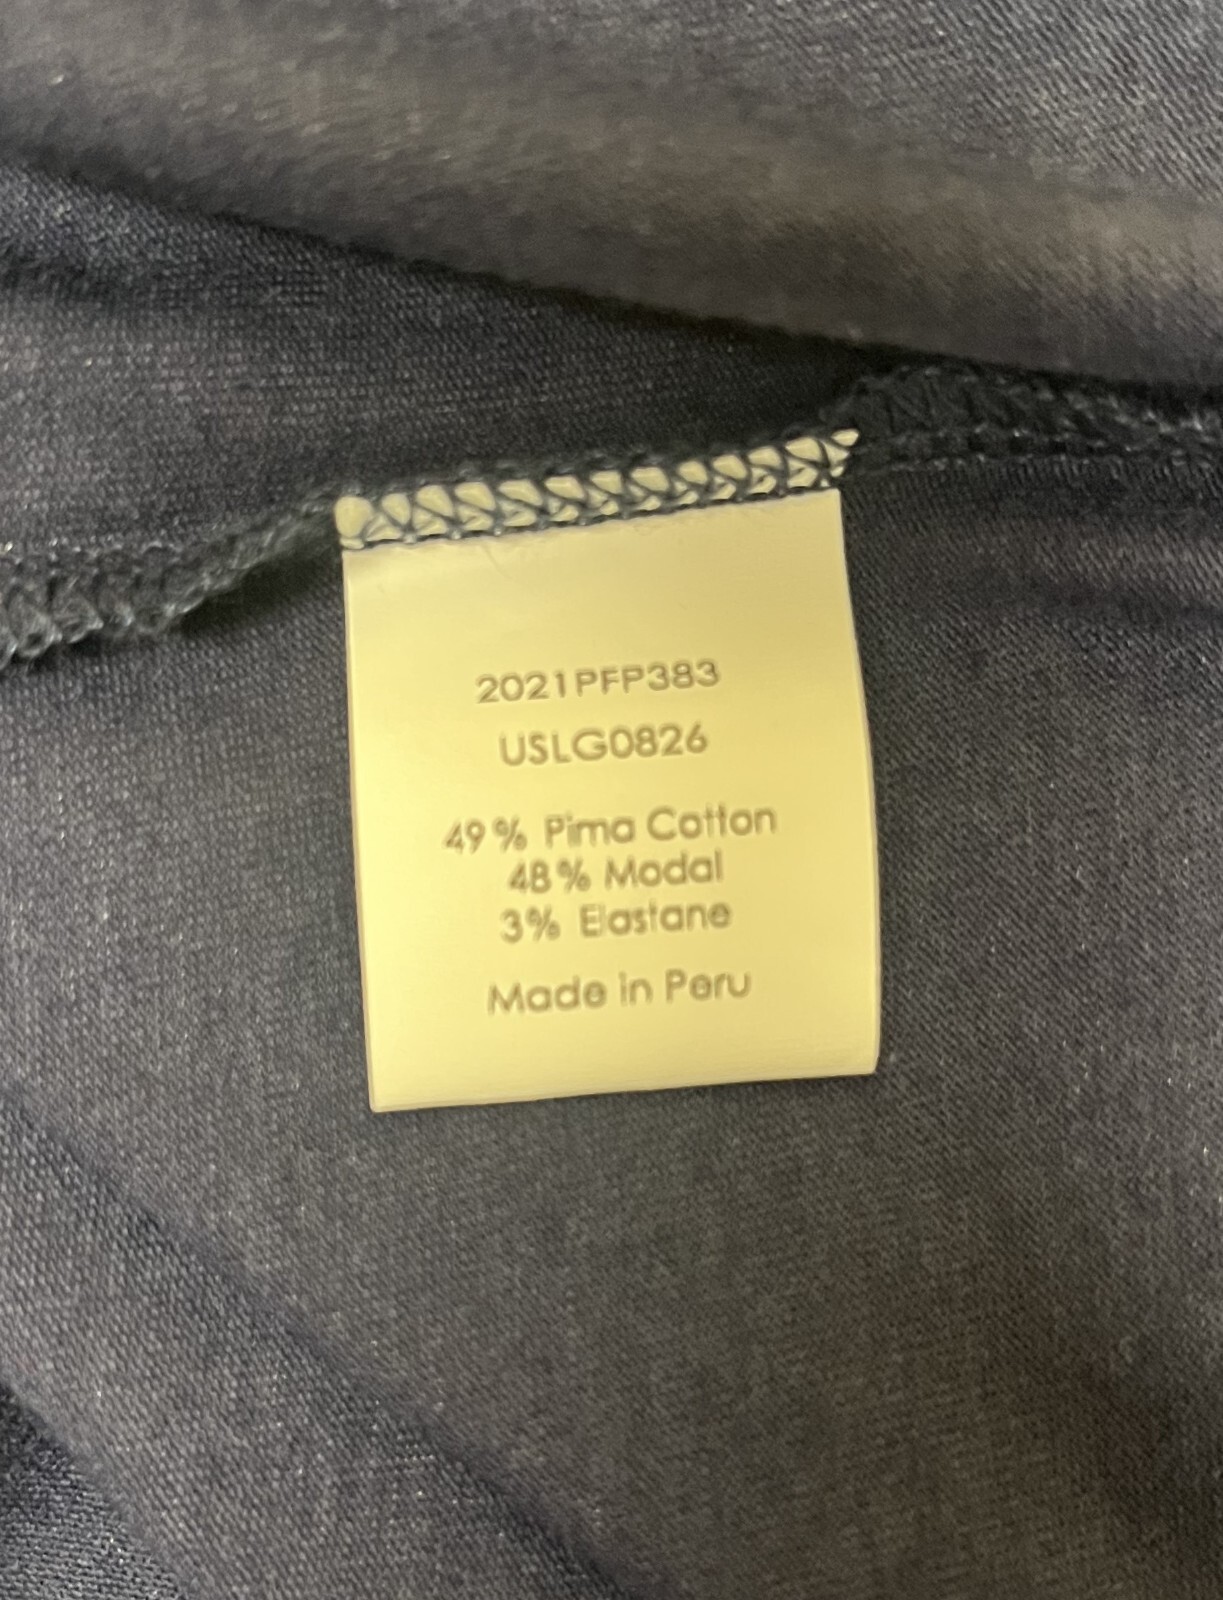 2021PFP383
USLG0826
49% Pima Cotton
48% Modal
3% Elastane
Made in Peru